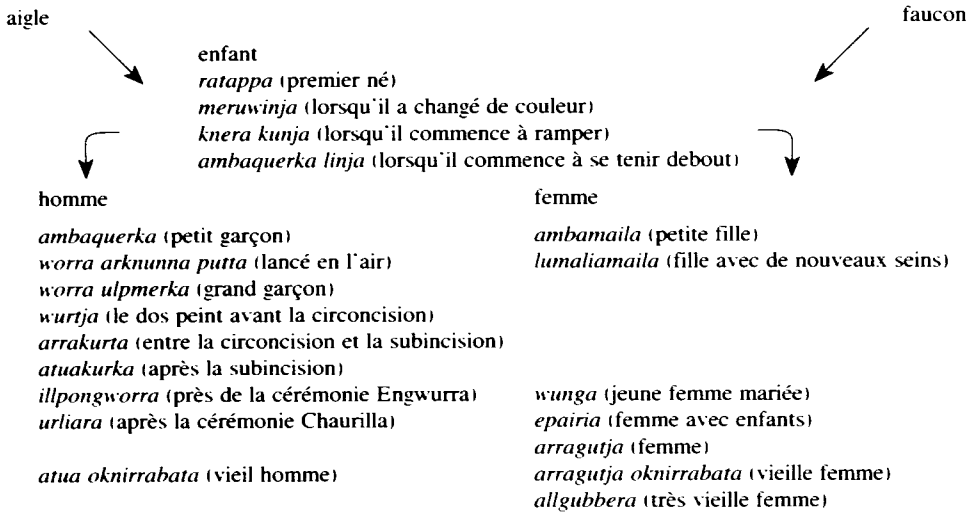 aigle
faucon
enfant
ratappa (premier né)
meruwinja (lorsqu'il a changé de couleur)
knera kunja (lorsqu'il commence à ramper)
ambaquerka linja (lorsqu'il commence à se tenir debout)
homme
ambaquerka (petit garçon)
worra arknunna putta (lancé en l'air)
worra ulpmerka (grand garçon)
wurtja (le dos peint avant la circoncision)
arrakurta (entre la circoncision et la subincision)
atuakurka (après la subincision)
illpongworra (près de la cérémonie Engwurra)
urliara (après la cérémonie Chaurilla)
atua oknirrabata (vieil homme)
femme
ambamaila (petite fille)
lumaliamaila (fille avec de nouveaux seins)
wunga (jeune femme mariée)
epairia (femme avec enfants)
arragutja (femme)
arragutja oknirrabata (vieille femme)
allgubbera (très vieille femme)